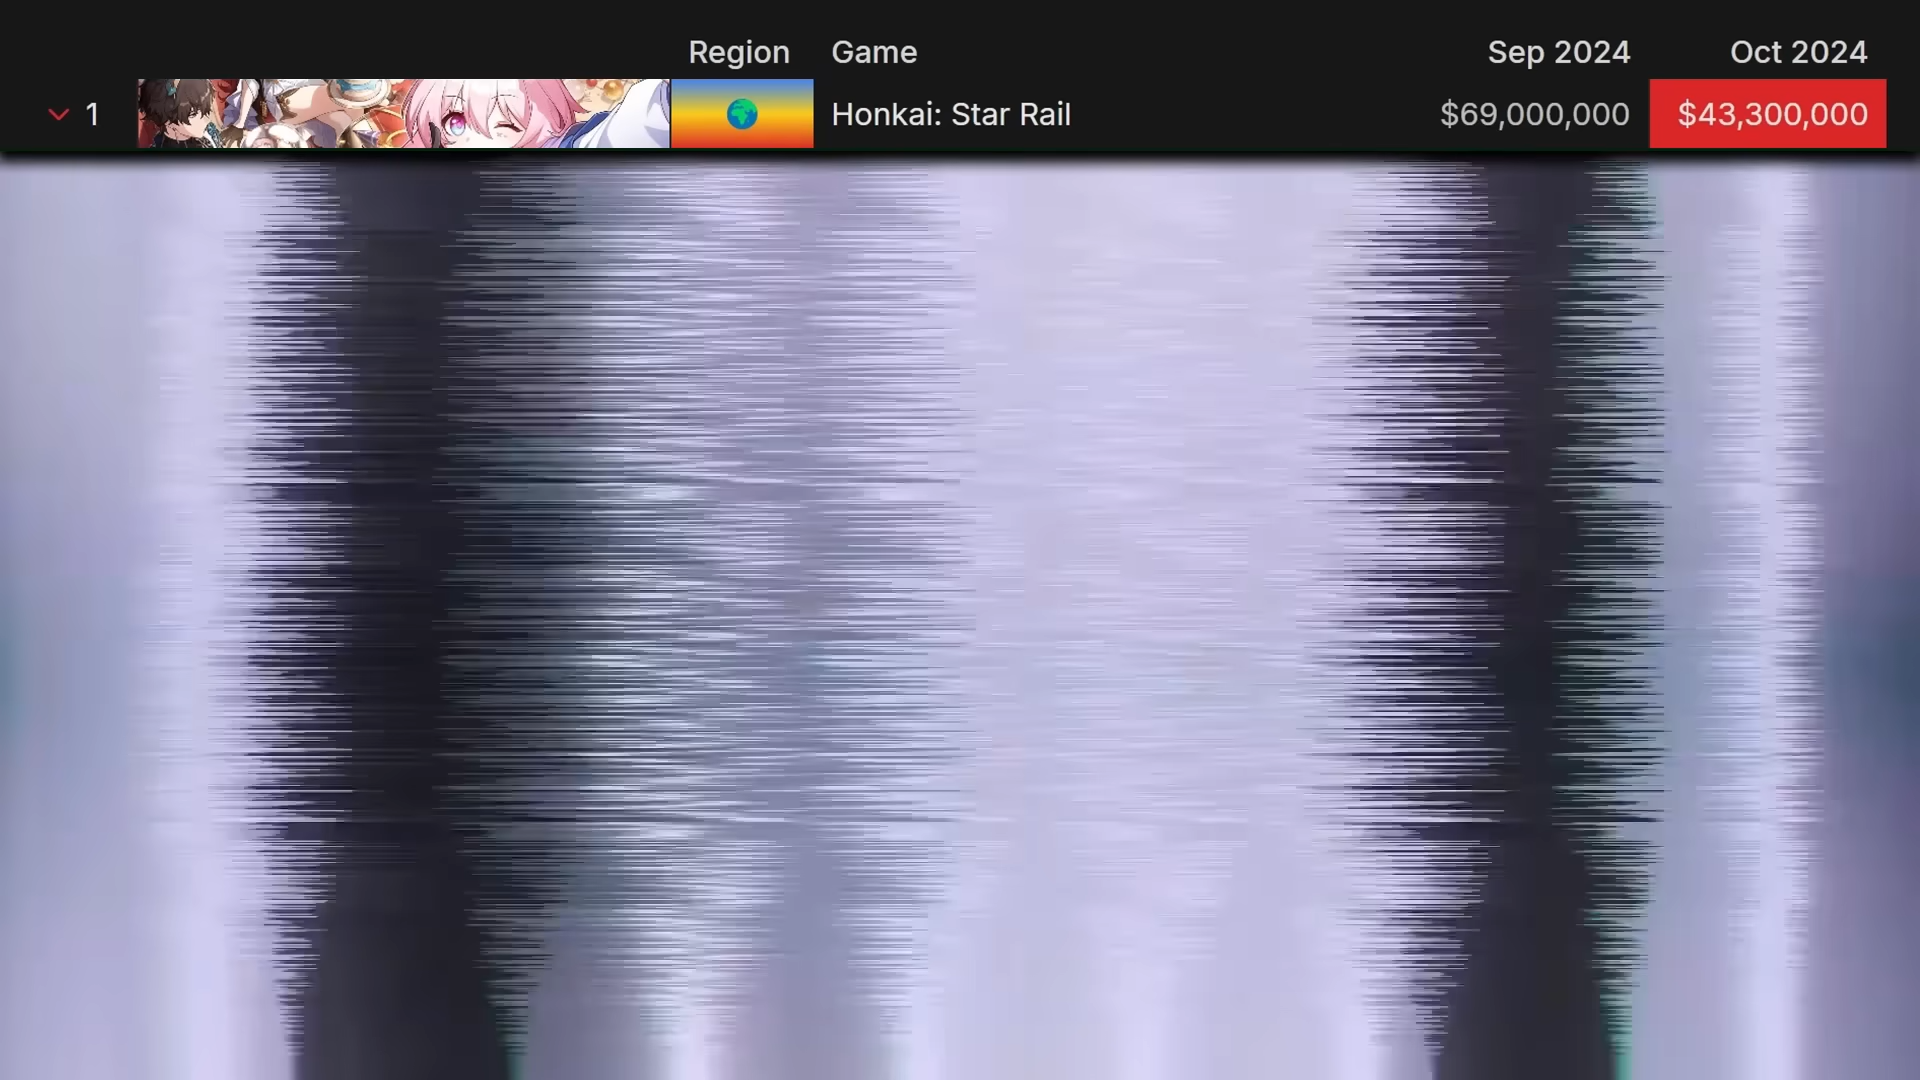 Region Game Sep 2024 Oct 2024
1 Honkai: Star Rail $69,000,000 $43,300,000